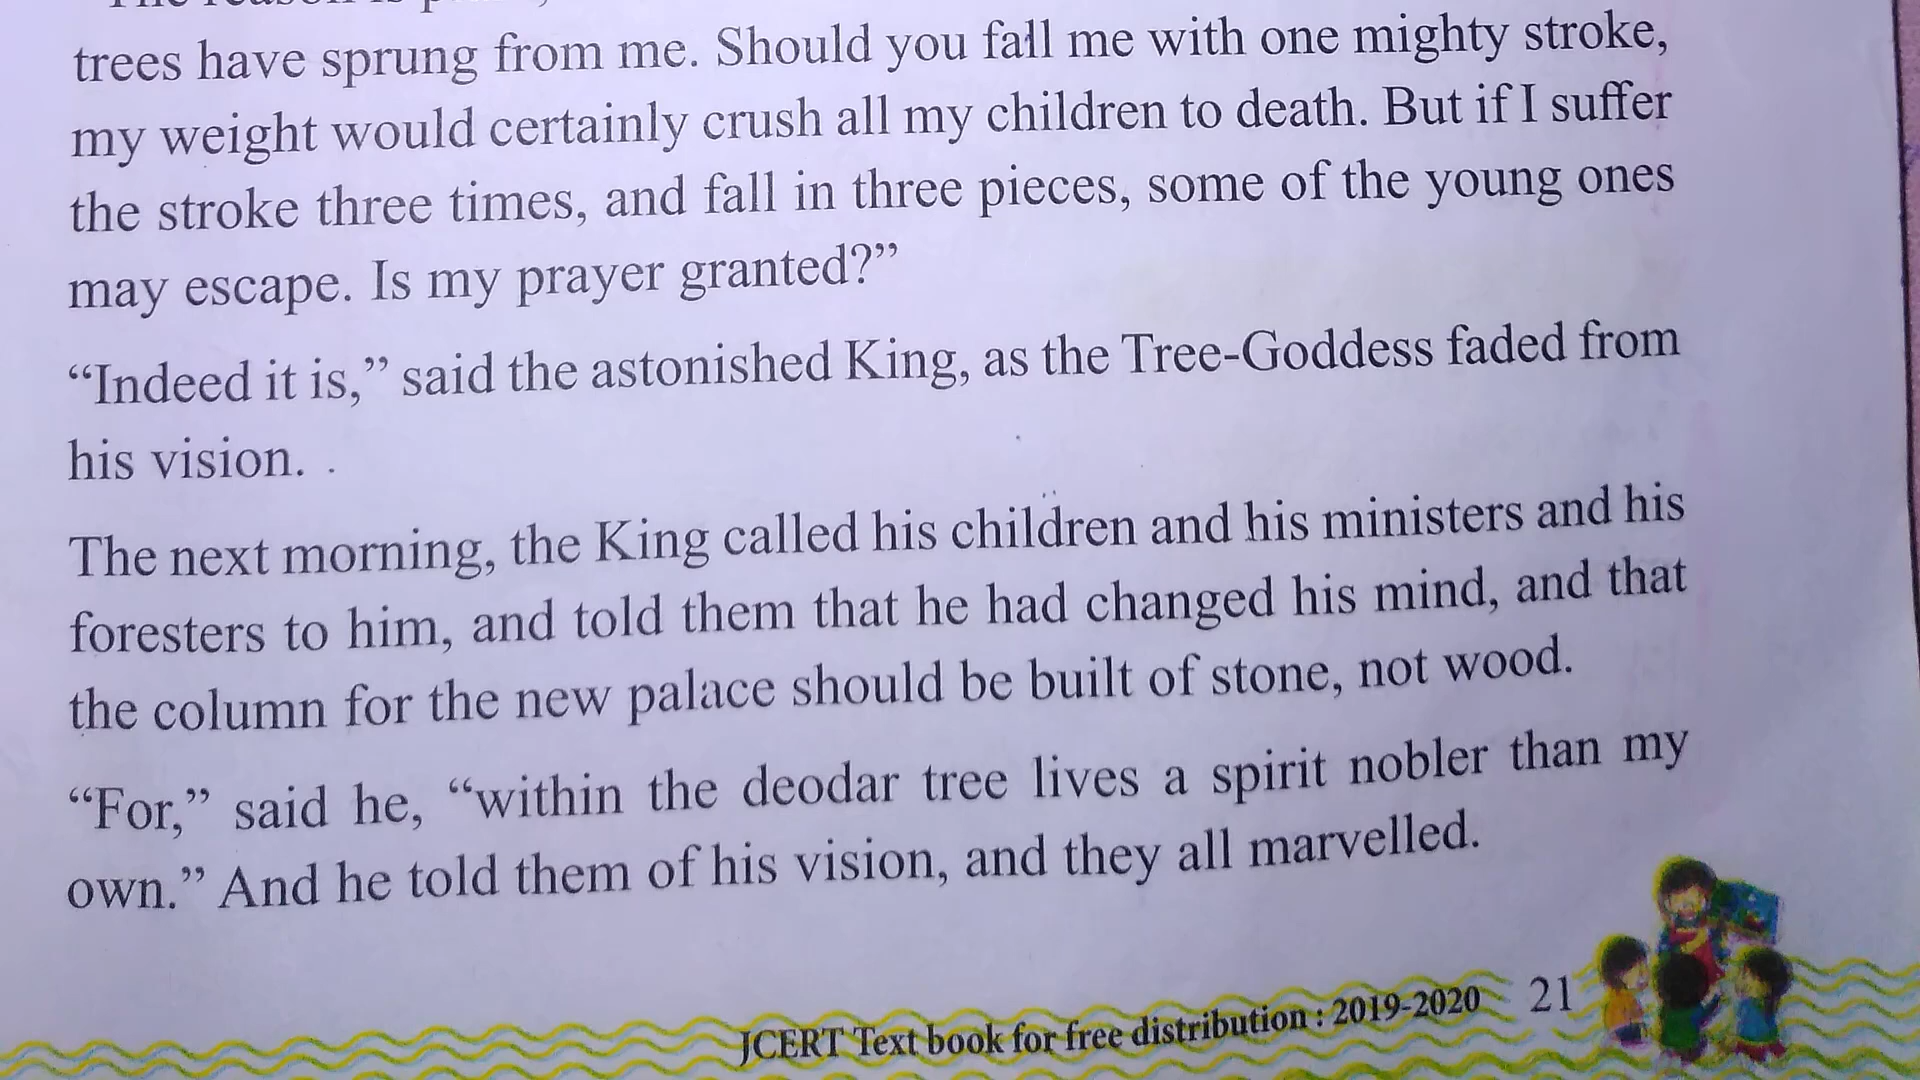 The reason is
trees have sprung from me. Should you fall me with one mighty stroke,
my weight would certainly crush all my children to death. But if I suffer
the stroke three times, and fall in three pieces, some of the young ones
may escape. Is my prayer granted?”
“Indeed it is,” said the astonished King, as the Tree-Goddess faded from
his vision. .
The next morning, the King called his children and his ministers and his
foresters to him, and told them that he had changed his mind, and that
the column for the new palace should be built of stone, not wood.
“For,” said he, “within the deodar tree lives a spirit nobler than my
own.” And he told them of his vision, and they all marvelled.
JCERT Text book for free distribution : 2019-2020 21